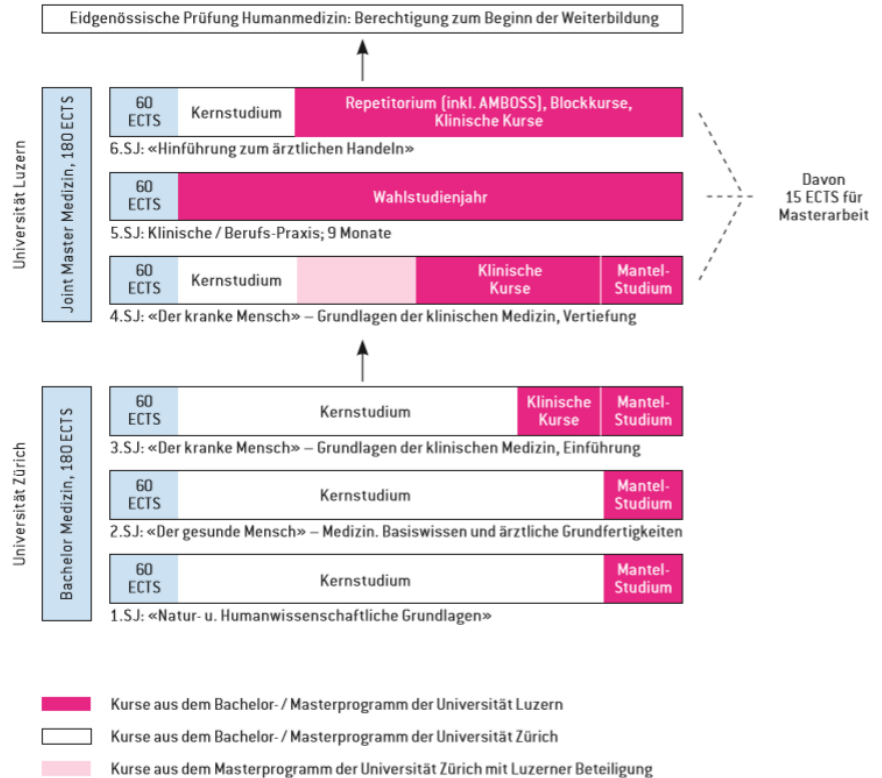 Eidgenössische Prüfung Humanmedizin: Berechtigung zum Beginn der Weiterbildung
Universität Luzern
Joint Master Medizin, 180 ECTS
60
ECTS
Kernstudium
Repetitorium (inkl. AMBOSS), Blockkurse,
Klinische Kurse
6.SJ: «Hinführung zum ärztlichen Handeln»
60
ECTS
Wahlstudienjahr
5.SJ: Klinische / Berufs-Praxis; 9 Monate
60
ECTS
Kernstudium
Klinische
Kurse
Mantel-
Studium
4.SJ: «Der kranke Mensch» – Grundlagen der klinischen Medizin, Vertiefung
Davon
15 ECTS für
Masterarbeit
Universität Zürich
Bachelor Medizin, 180 ECTS
60
ECTS
Kernstudium
Klinische
Kurse
Mantel-
Studium
3.SJ: «Der kranke Mensch» – Grundlagen der klinischen Medizin, Einführung
60
ECTS
Kernstudium
Mantel-
Studium
2.SJ: «Der gesunde Mensch» – Medizin. Basiswissen und ärztliche Grundfertigkeiten
60
ECTS
Kernstudium
Mantel-
Studium
1.SJ: «Natur- u. Humanwissenschaftliche Grundlagen»
Kurse aus dem Bachelor- / Masterprogramm der Universität Luzern
Kurse aus dem Bachelor- / Masterprogramm der Universität Zürich
Kurse aus dem Masterprogramm der Universität Zürich mit Luzerner Beteiligung